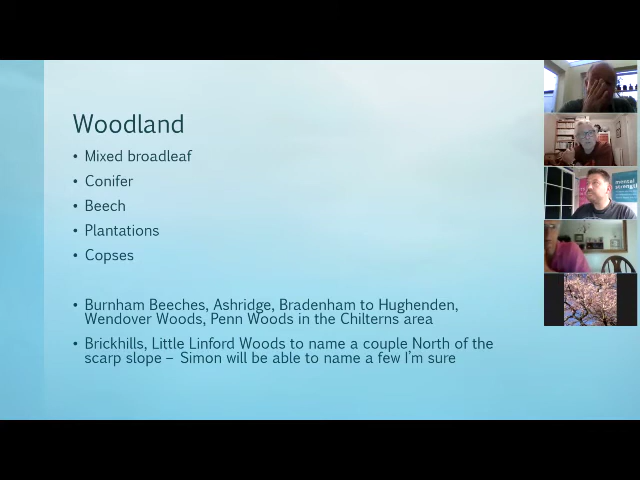 Woodland
• Mixed broadleaf
• Conifer
• Beech
• Plantations
• Copses
• Burnham Beeches, Ashridge, Bradenham to Hughenden,
Wendover Woods, Penn Woods in the Chilterns area
• Brickhills, Little Linford Woods to name a couple North of the
scarp slope – Simon will be able to name a few I'm sure
mental